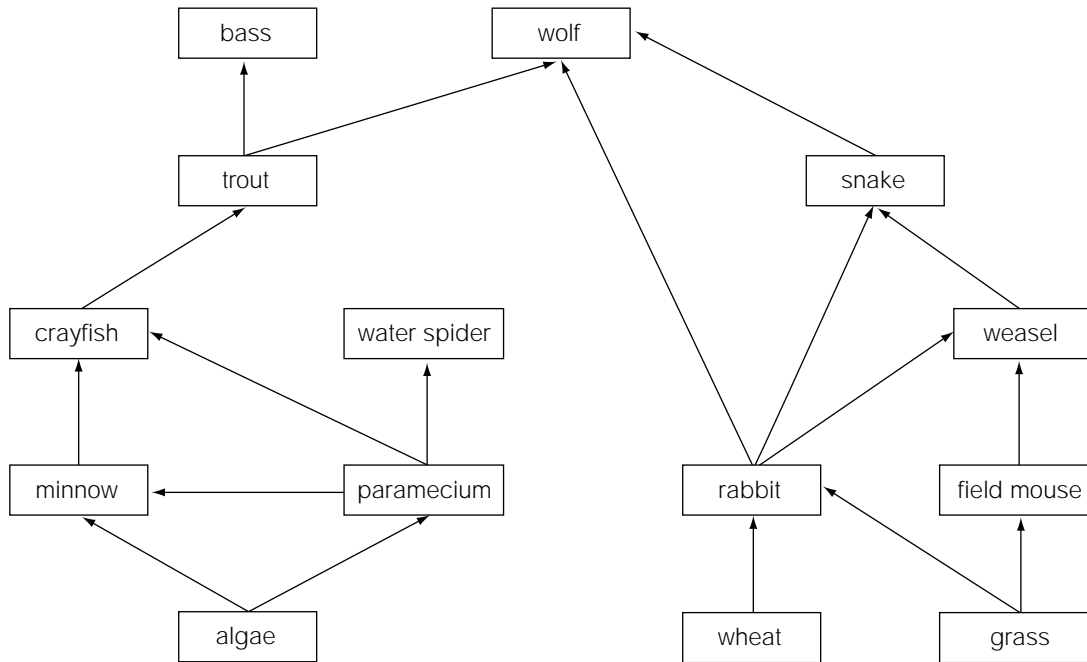 bass
wolf
trout
snake
crayfish
water spider
weasel
minnow
paramecium
rabbit
field mouse
algae
wheat
grass